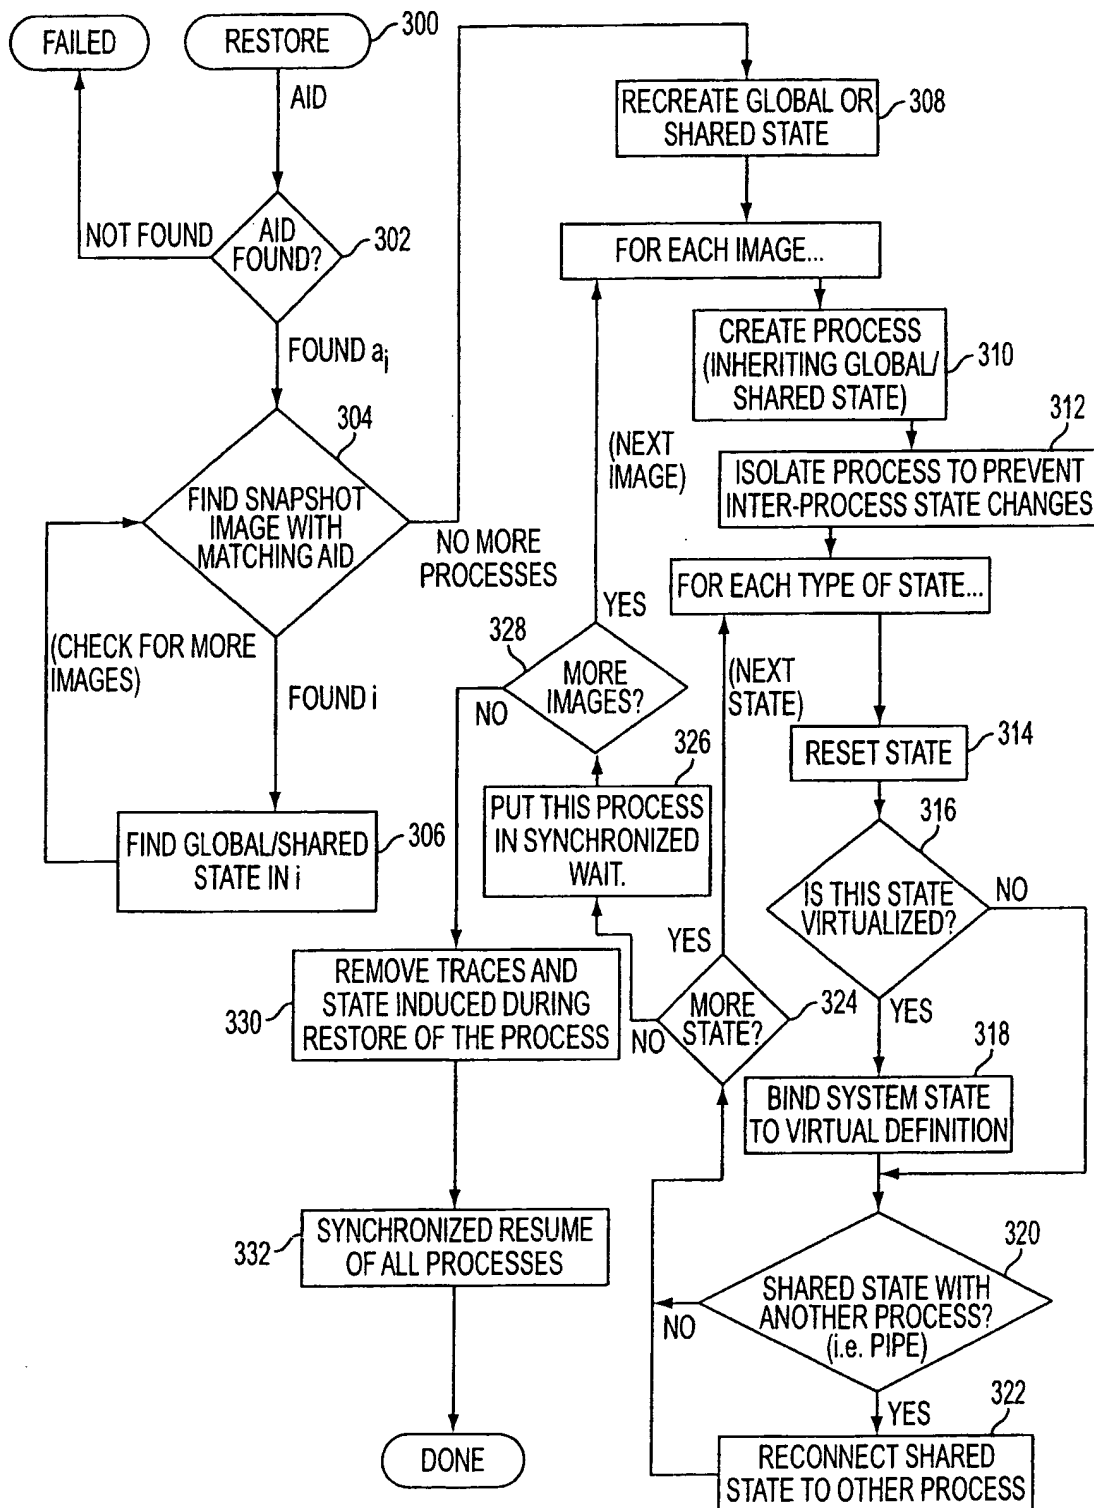 FAILED
RESTORE
300
AID
NOT FOUND
AID
FOUND?
302
FOUND ai
304
FIND SNAPSHOT
IMAGE WITH
MATCHING AID
NO MORE
PROCESSES
(CHECK FOR MORE
IMAGES)
FOUND i
FIND GLOBAL/SHARED
STATE IN i
306
RECREATE GLOBAL OR
SHARED STATE
308
FOR EACH IMAGE...
CREATE PROCESS
(INHERITING GLOBAL/
SHARED STATE)
310
312
ISOLATE PROCESS TO PREVENT
INTER-PROCESS STATE CHANGES
(NEXT
IMAGE)
FOR EACH TYPE OF STATE...
YES
328
MORE
IMAGES?
NO
(NEXT
STATE)
RESET STATE
314
326
PUT THIS PROCESS
IN SYNCHRONIZED
WAIT.
316
IS THIS STATE
VIRTUALIZED?
NO
YES
YES
MORE
STATE?
324
NO
330
REMOVE TRACES AND
STATE INDUCED DURING
RESTORE OF THE PROCESS
318
BIND SYSTEM STATE
TO VIRTUAL DEFINITION
332
SYNCHRONIZED RESUME
OF ALL PROCESSES
320
SHARED STATE WITH
ANOTHER PROCESS?
(i.e. PIPE)
NO
YES
322
RECONNECT SHARED
STATE TO OTHER PROCESS
DONE